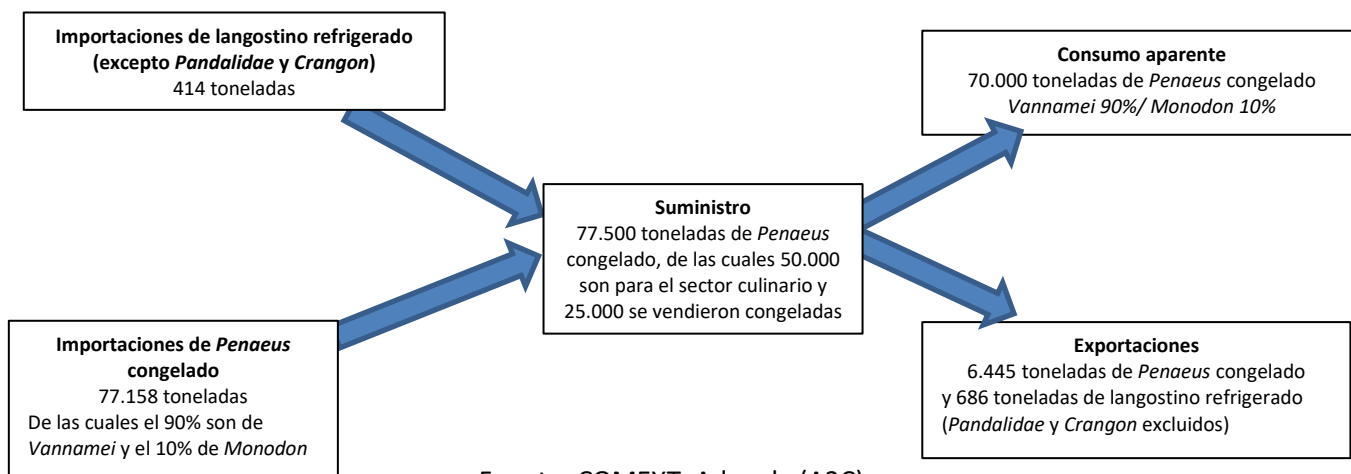 Importaciones de langostino refrigerado
(excepto Pandalidae y Crangon)
414 toneladas
Consumo aparente
70.000 toneladas de Penaeus congelado
Vannamei 90%/ Monodon 10%
Suministro
77.500 toneladas de Penaeus
congelado, de las cuales 50.000
son para el sector culinario y
25.000 se vendieron congeladas
Importaciones de Penaeus
congelado
77.158 toneladas
De las cuales el 90% son de
Vannamei y el 10% de Monodon
Exportaciones
6.445 toneladas de Penaeus congelado
y 686 toneladas de langostino refrigerado
(Pandalidae y Crangon excluidos)